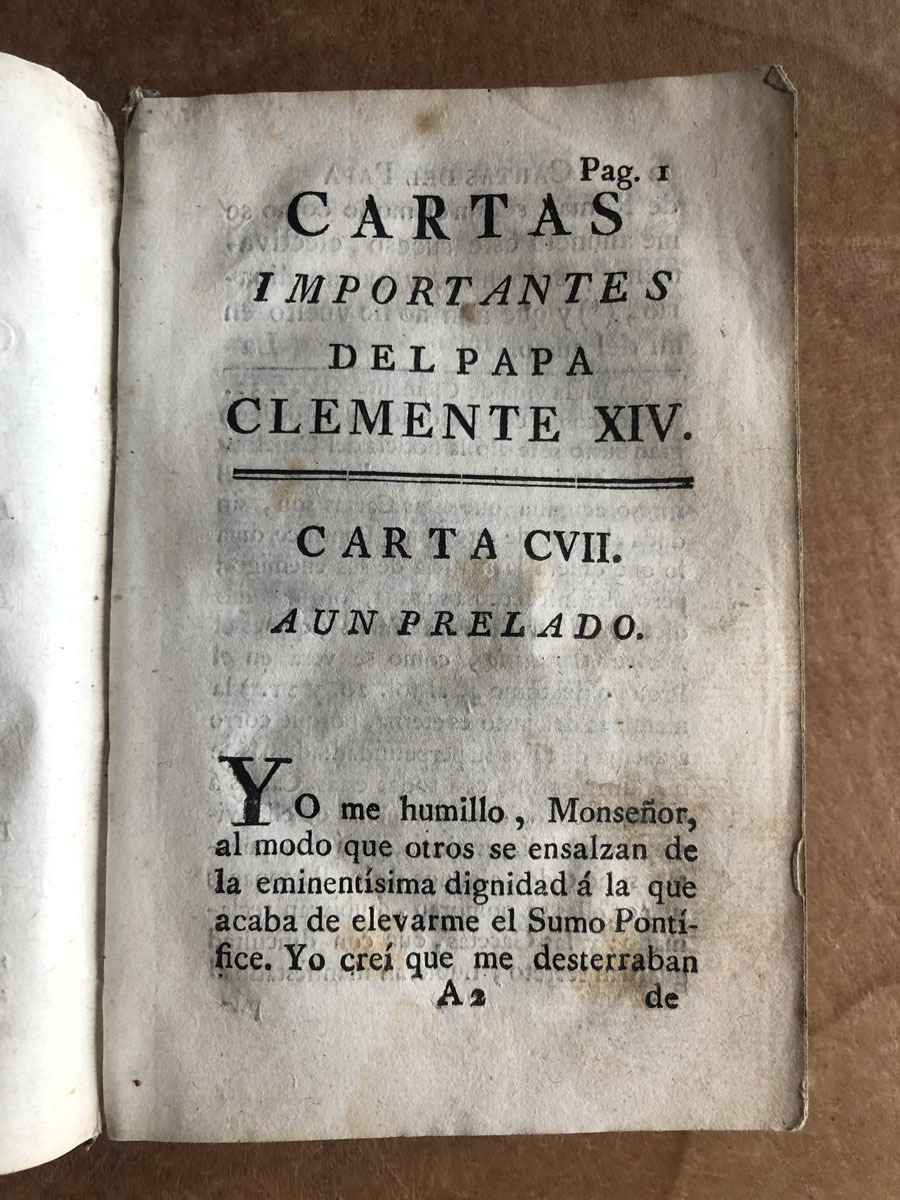 Pag. 1
CARTAS
IMPORTANTES
DEL PAPA
CLEMENTE XIV.
CARTA CVII.
A UN PRELADO.
YO me humillo, Monseñor,
al modo que otros se ensalzan de
la eminentísima dignidad á la que
acaba de elevarme el Sumo Pontí-
fice. Yo creí que me desterraban
A2 de